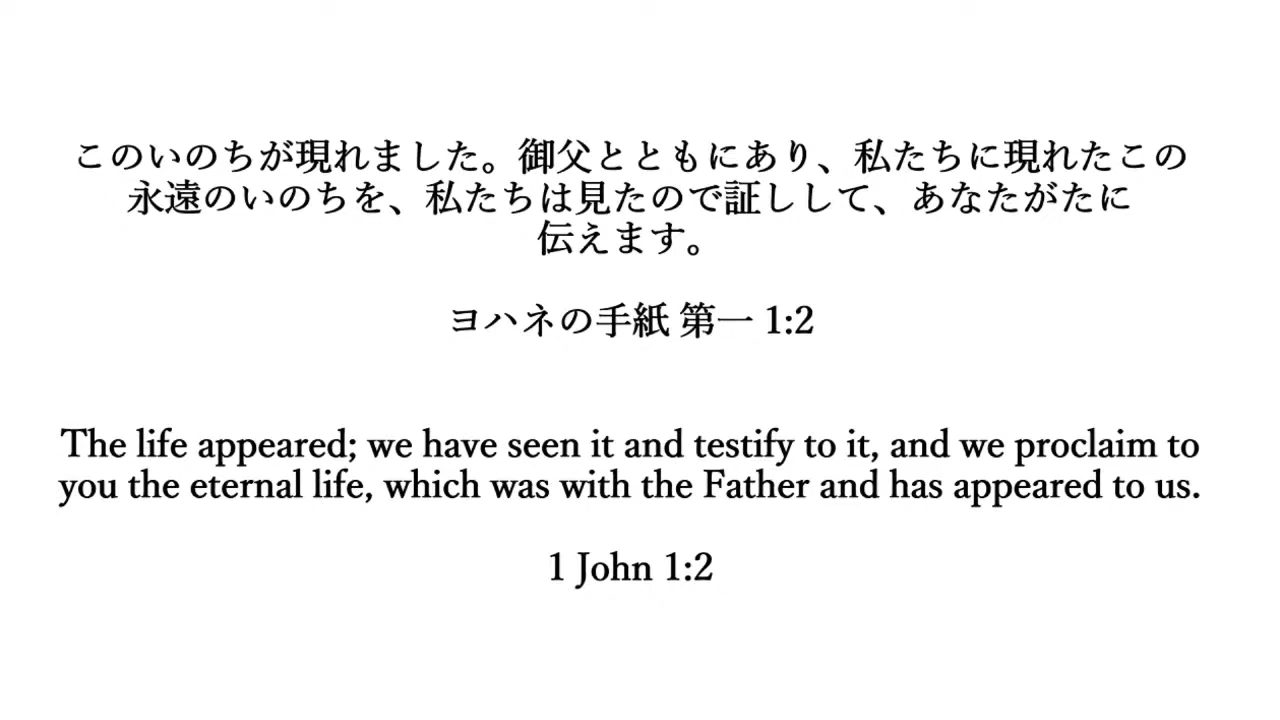 このいのちが現れました。御父とともにあり、私たちに現れたこの
永遠のいのちを、私たちは見たので証しして、あなたがたに
伝えます。
ヨハネの手紙 第一 1:2
The life appeared; we have seen it and testify to it, and we proclaim to
you the eternal life, which was with the Father and has appeared to us.
1 John 1:2